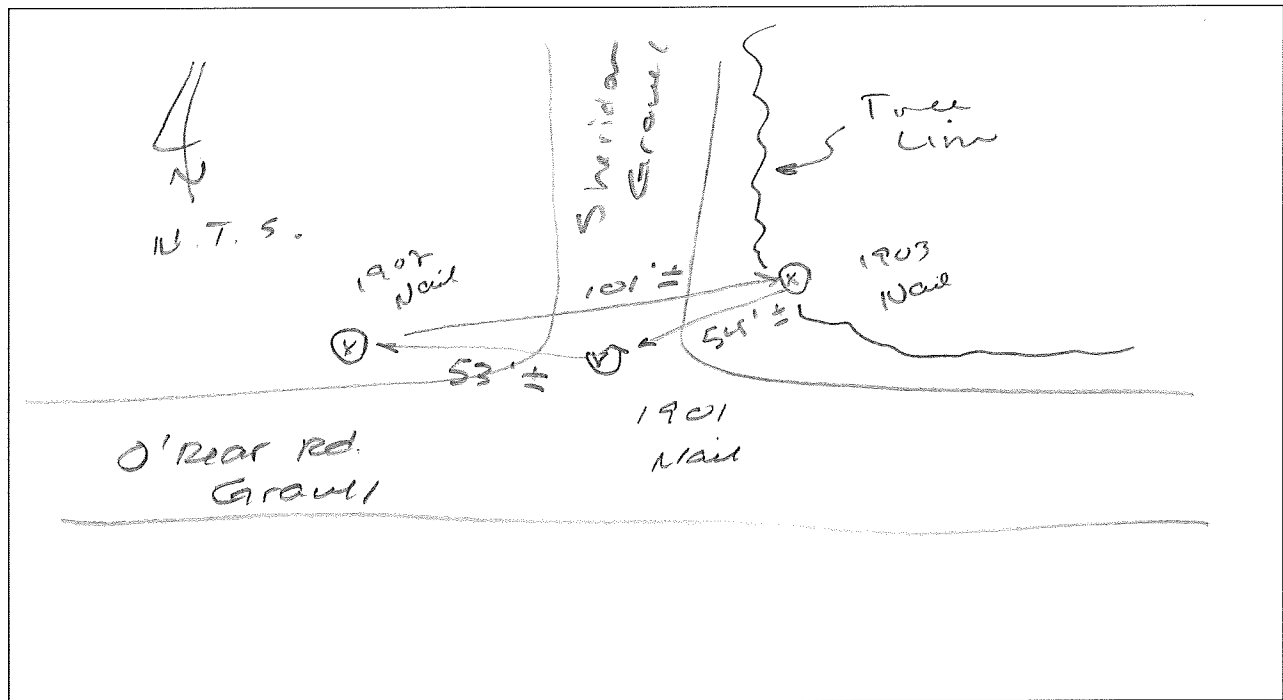 N
N.T.S.
Sheridan
Gravel
Tree
Line
1902
Nail
101'±
1903
Nail
54'±
53'±
1901
Nail
O'Rear Rd.
Gravel